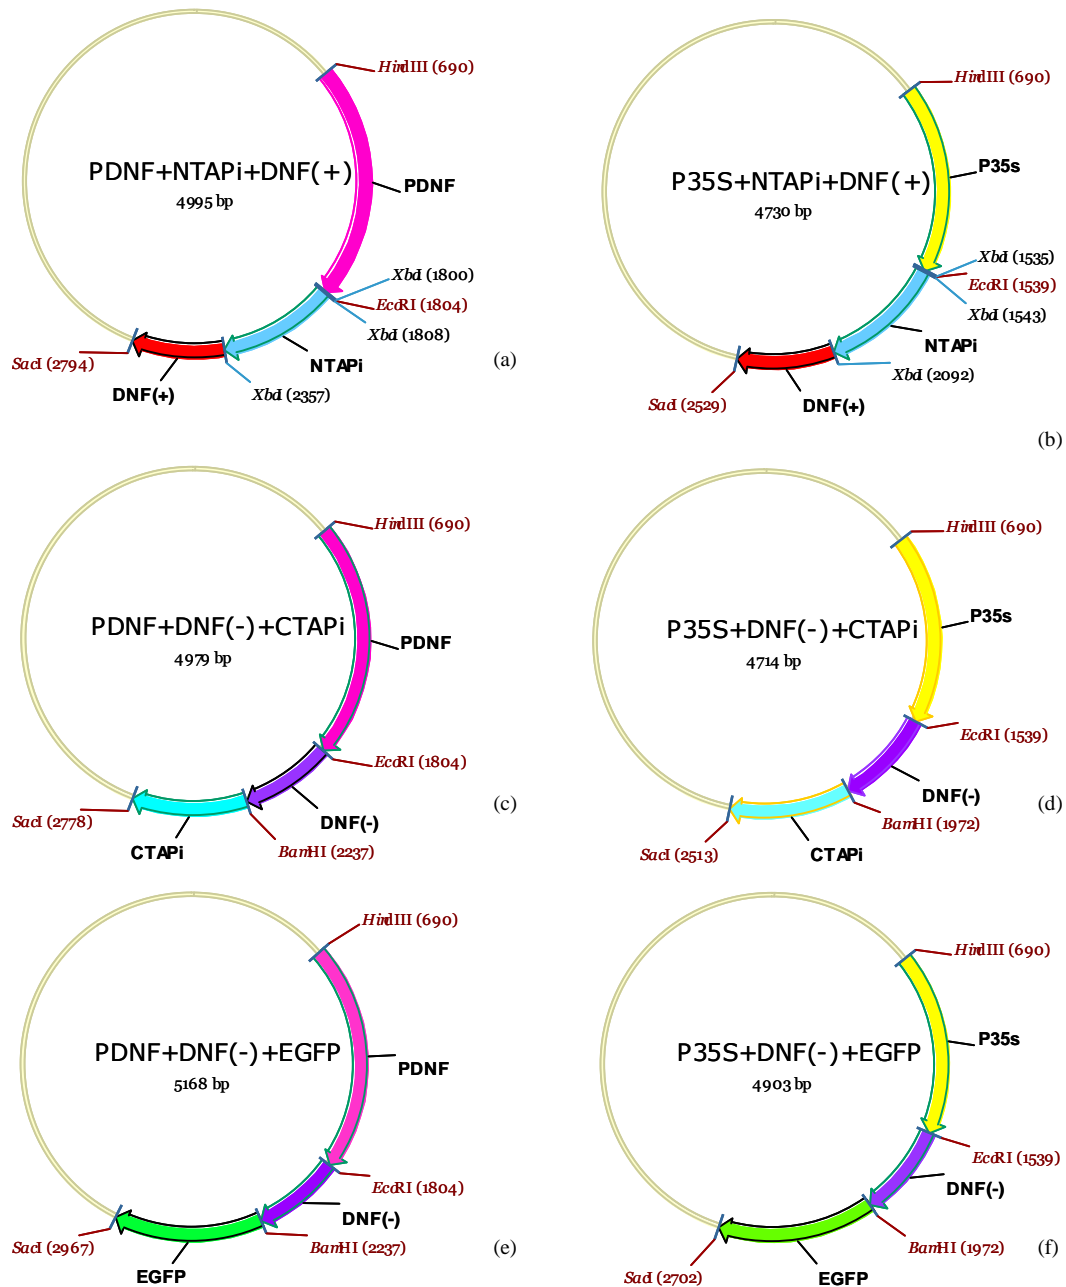 HindIII (690)
PDNF+NTAPi+DNF(+)
4995 bp
PDNF
XbaI (1800)
EcoRI (1804)
XbaI (1808)
NTAPi
XbaI (2357)
DNF(+)
SacI (2794)
(a)
HindIII (690)
P35s
P35S+NTAPi+DNF(+)
4730 bp
XbaI (1535)
EcoRI (1539)
XbaI (1543)
NTAPi
XbaI (2092)
DNF(+)
SacI (2529)
(b)
HindIII (690)
PDNF+DNF(-)+CTAPi
4979 bp
PDNF
EcoRI (1804)
DNF(-)
BamHI (2237)
CTAPi
SacI (2778)
(c)
HindIII (690)
P35s
P35S+DNF(-)+CTAPi
4714 bp
EcoRI (1539)
DNF(-)
BamHI (1972)
CTAPi
SacI (2513)
(d)
HindIII (690)
PDNF+DNF(-)+EGFP
5168 bp
PDNF
EcoRI (1804)
DNF(-)
BamHI (2237)
EGFP
SacI (2967)
(e)
HindIII (690)
P35s
P35S+DNF(-)+EGFP
4903 bp
EcoRI (1539)
DNF(-)
BamHI (1972)
EGFP
SacI (2702)
(f)